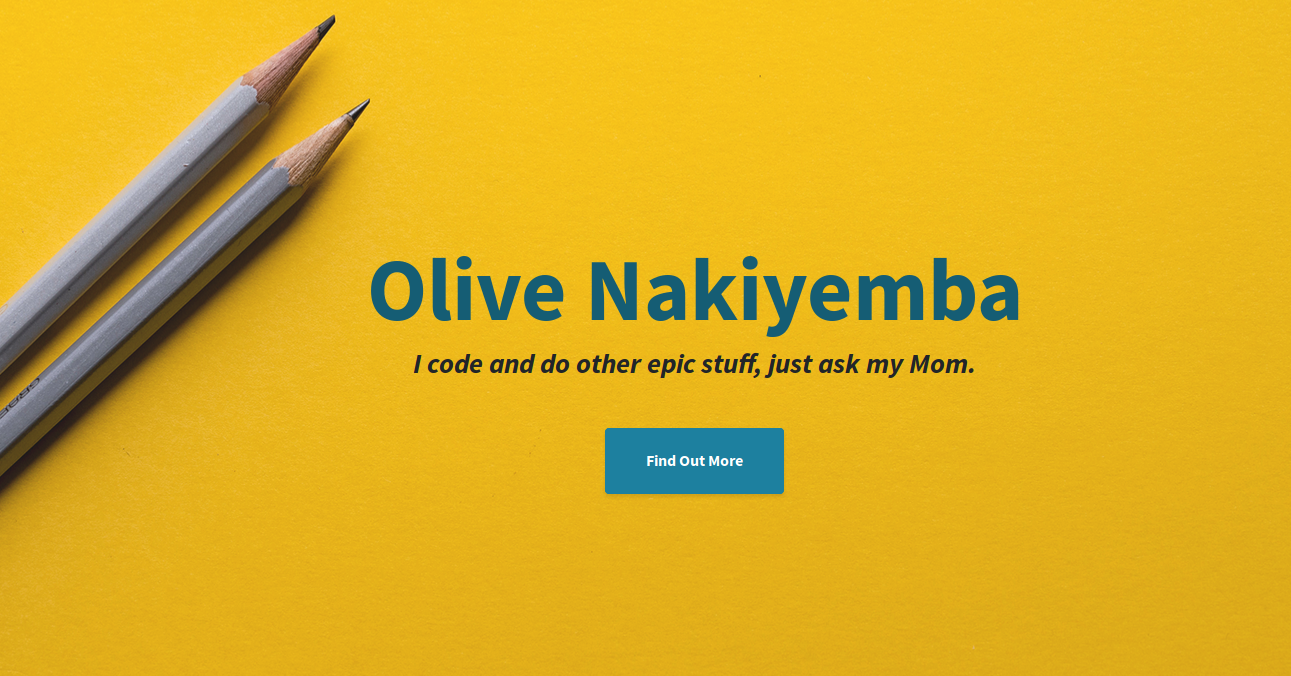 Olive Nakiyemba
I code and do other epic stuff, just ask my Mom.
Find Out More